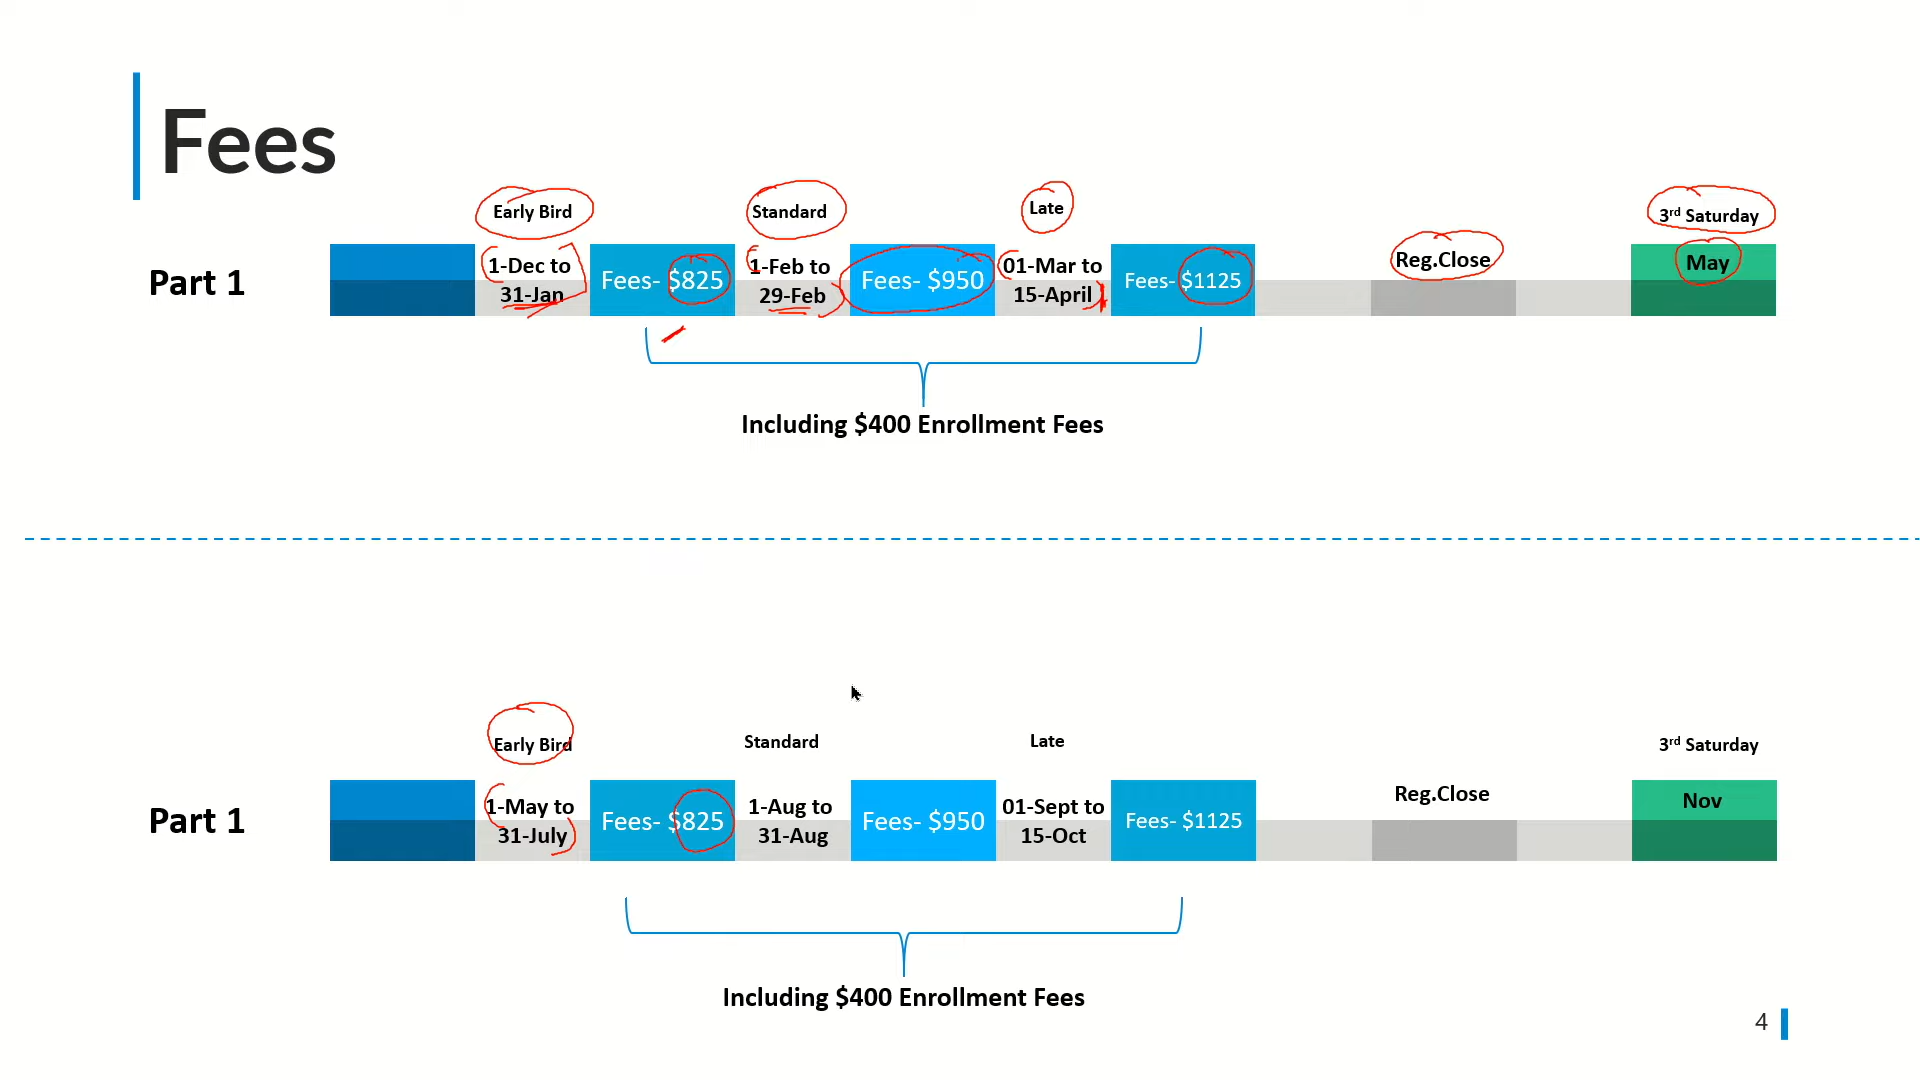 Fees
Early Bird
Standard
Late
3rd Saturday
Part 1
1-Dec to
31-Jan
Fees- $825
1-Feb to
29-Feb
Fees- $950
01-Mar to
15-April
Fees- $1125
Reg.Close
May
Including $400 Enrollment Fees
Early Bird
Standard
Late
3rd Saturday
Part 1
1-May to
31-July
Fees- $825
1-Aug to
31-Aug
Fees- $950
01-Sept to
15-Oct
Fees- $1125
Reg.Close
Nov
Including $400 Enrollment Fees
4